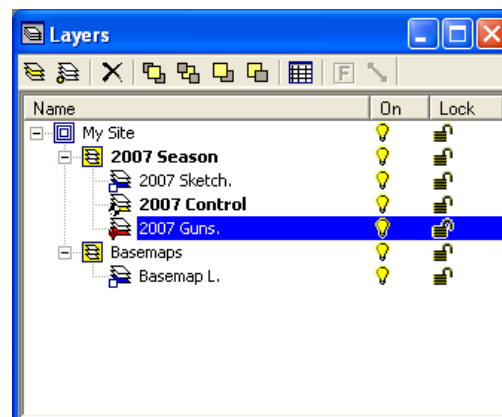 Layers
F
Name On Lock
My Site
2007 Season
2007 Sketch.
2007 Control
2007 Guns.
Basemaps
Basemap L.